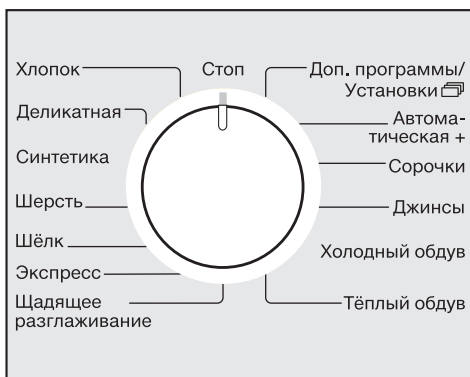 Стоп
Хлопок
Деликатная
Синтетика
Шерсть
Шёлк
Экспресс
Щадящее
разглаживание
Доп. программы/
Установки
Автома-
тическая +
Сорочки
Джинсы
Холодный обдув
Тёплый обдув